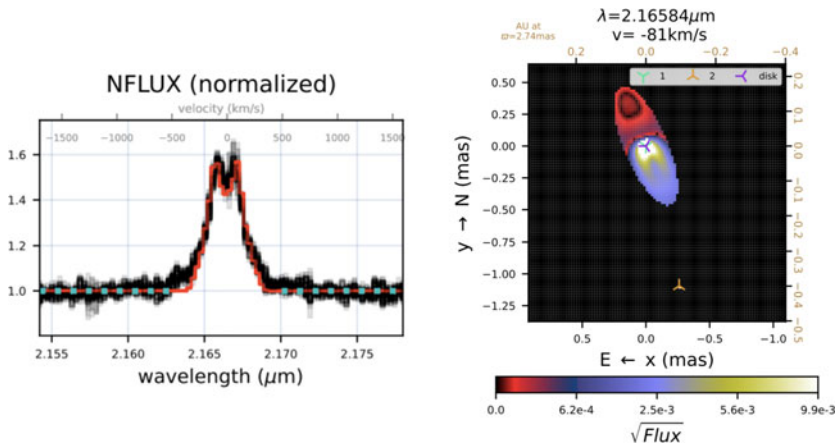 NFLUX (normalized)
velocity (km/s)
−1500 −1000 −500 0 500 1000 1500
1.6
1.4
1.2
1.0
2.155 2.160 2.165 2.170 2.175
wavelength (μm)
λ=2.16584μm
v= -81km/s
AU at
ϖ=2.74mas
0.2 0.0 −0.2 −0.4
1 2 disk
0.50
0.25
0.00
−0.25
−0.50
−0.75
−1.00
−1.25
y → N (mas)
0.2
0.1
0.0
−0.1
−0.2
−0.3
−0.4
−0.5
0.5 0.0 −0.5 −1.0
E ← x (mas)
0.0 6.2e-4 2.5e-3 5.6e-3 9.9e-3
√Flux